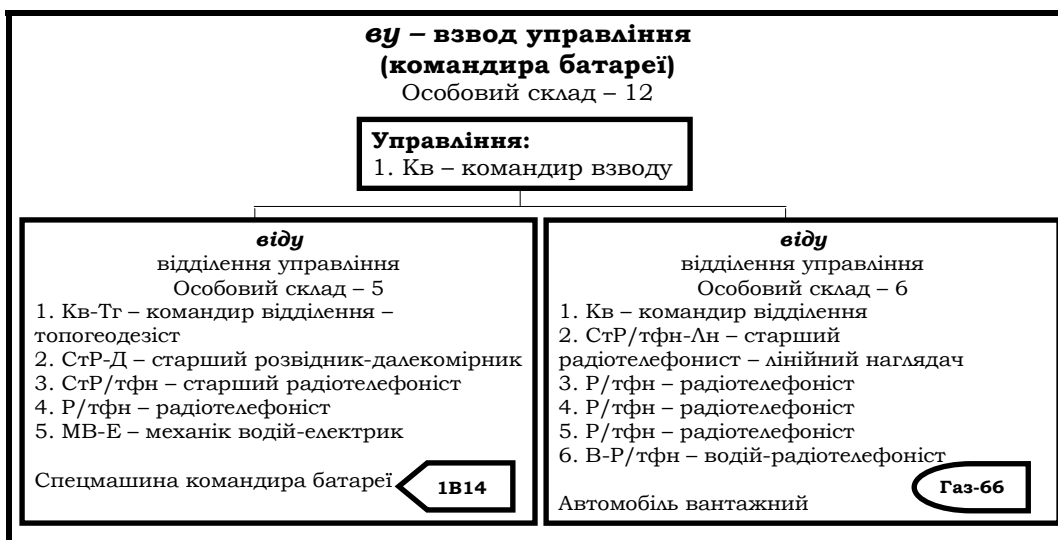 ву – взвод управління
(командира батареї)
Особовий склад – 12
Управління:
1. Кв – командир взводу
віду
відділення управління
Особовий склад – 5
1. Кв-Тг – командир відділення –
топогеодезіст
2. СтР-Д – старший розвідник-далекомірник
3. СтР/тфн – старший радіотелефоніст
4. Р/тфн – радіотелефоніст
5. МВ-Е – механік водій-електрик
Спецмашина командира батареї
1В14
віду
відділення управління
Особовий склад – 6
1. Кв – командир відділення
2. СтР/тфн-Лн – старший
радіотелефонист – лінійний наглядач
3. Р/тфн – радіотелефоніст
4. Р/тфн – радіотелефоніст
5. Р/тфн – радіотелефоніст
6. В-Р/тфн – водій-радіотелефоніст
Автомобіль вантажний
Газ-66